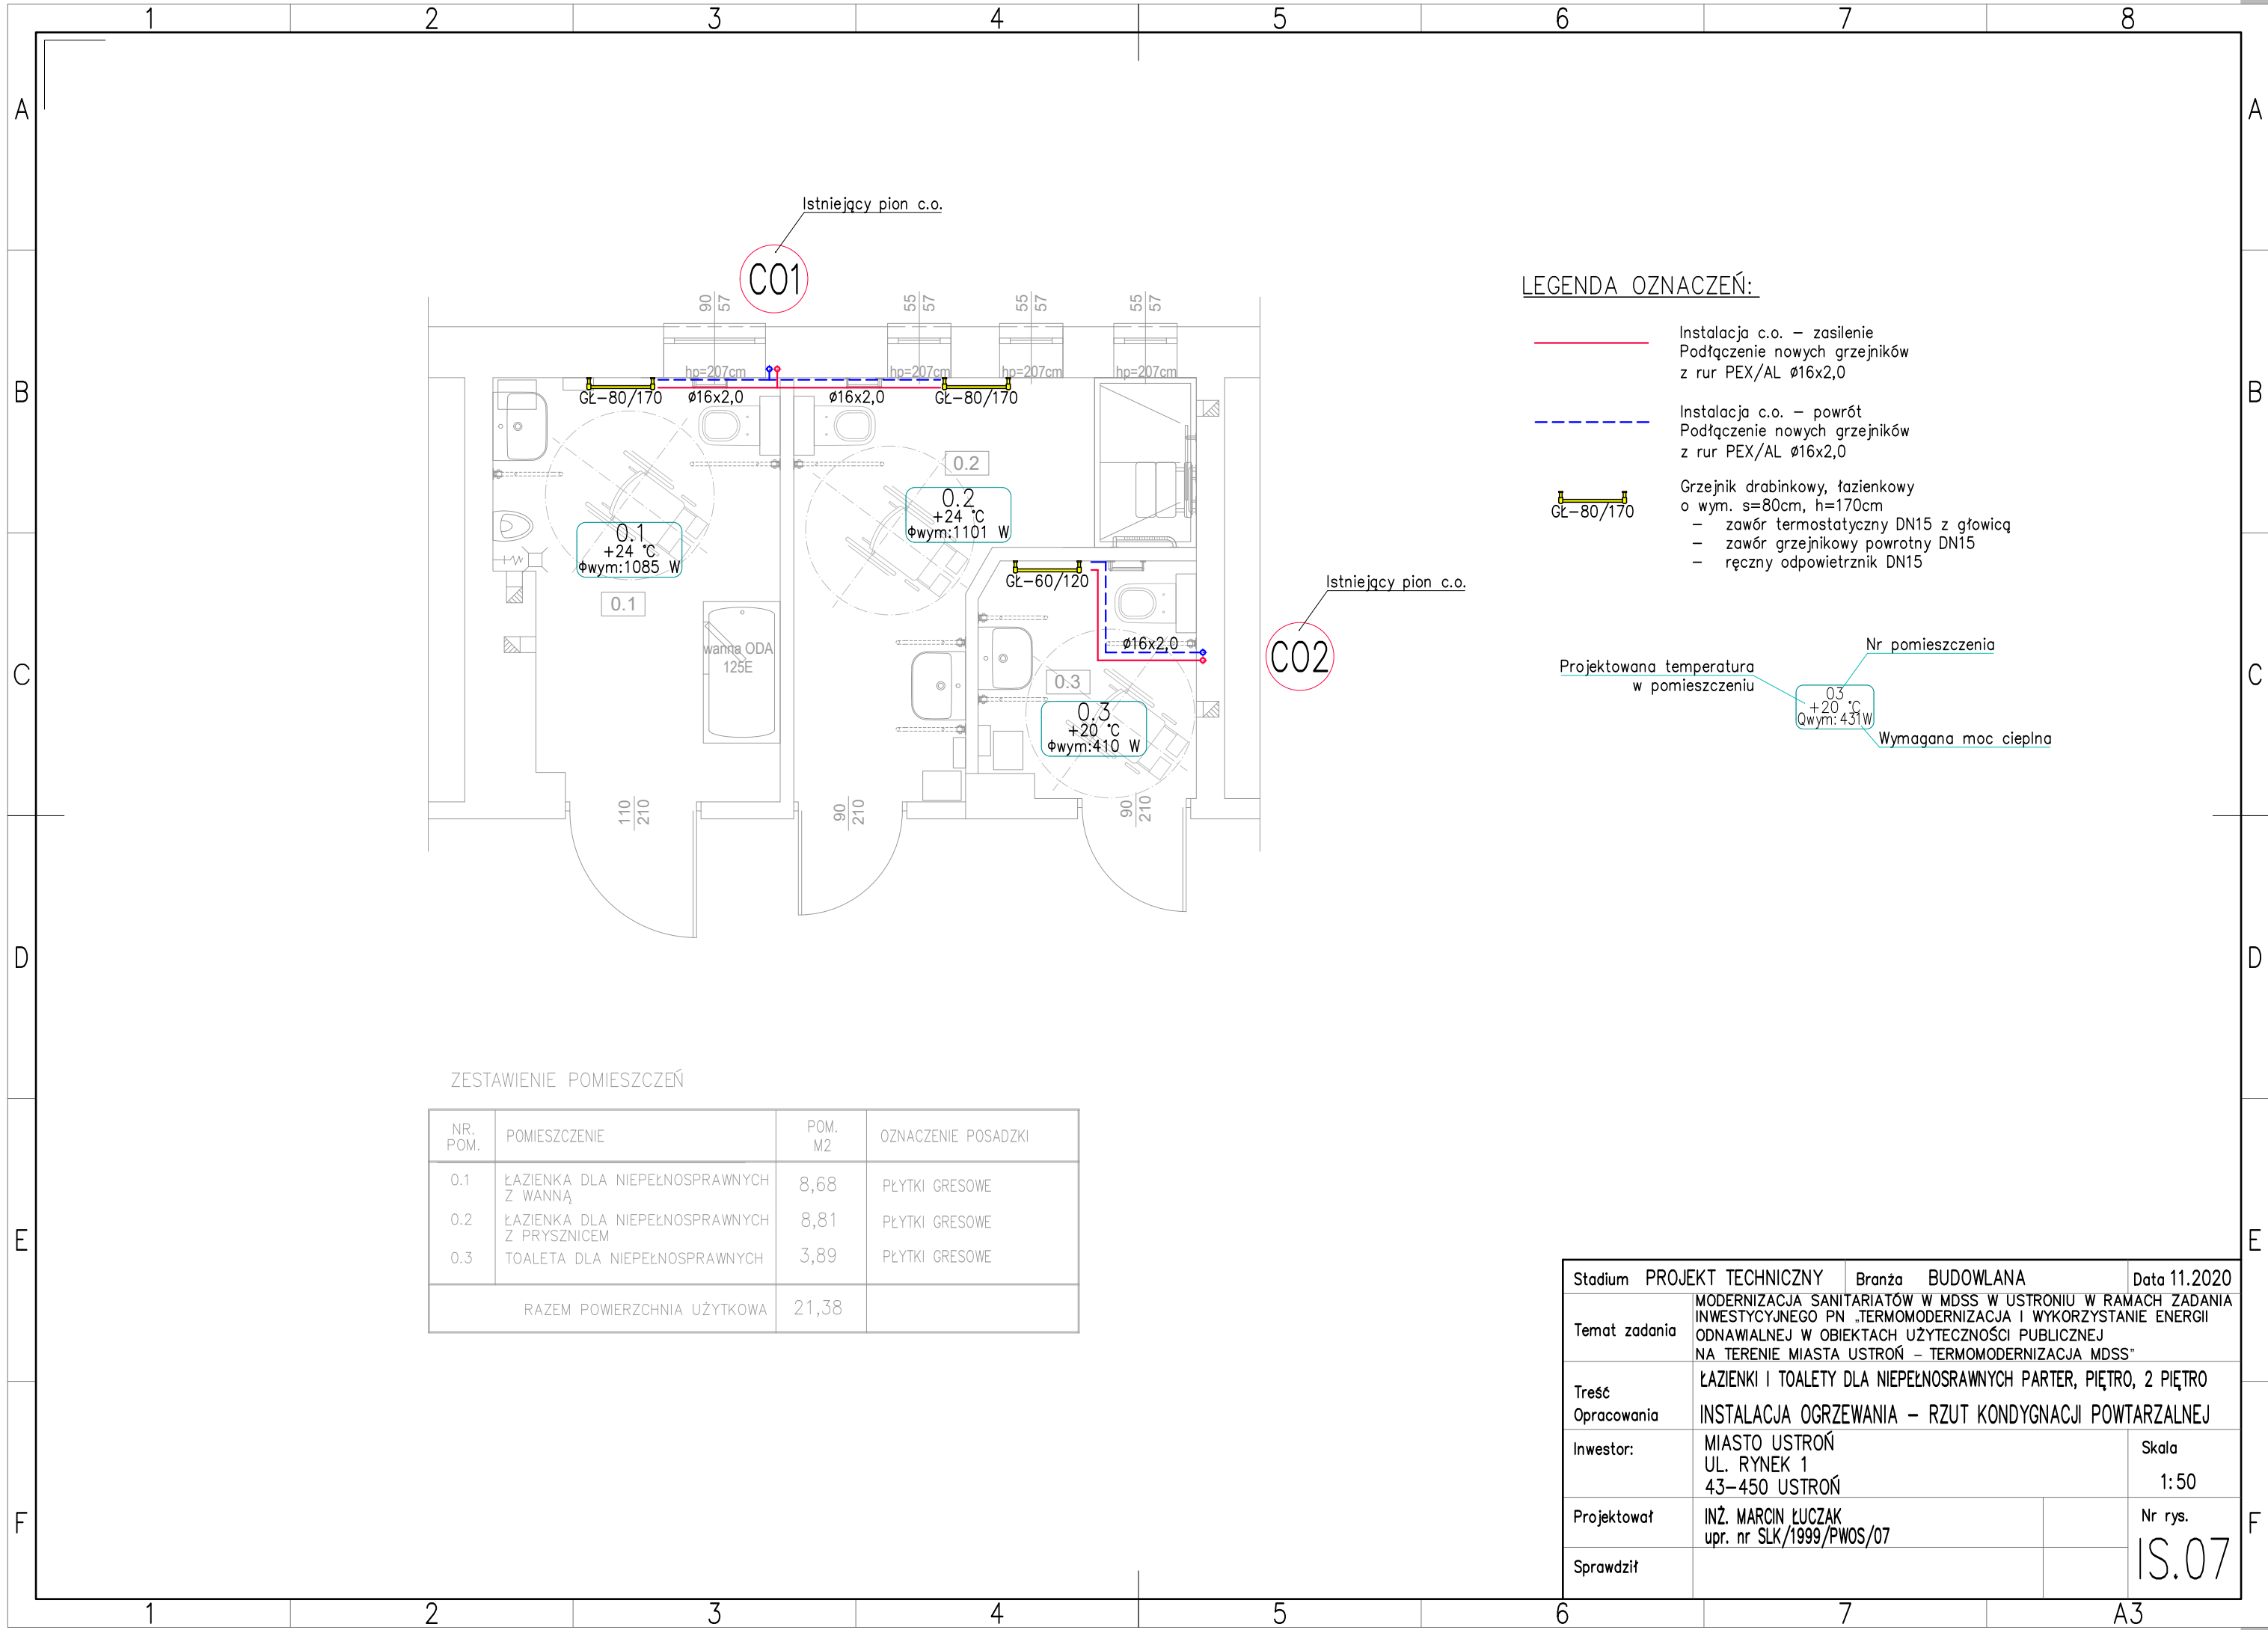 1 2 3 4 5 6 7 8
A A
B B
C C
D D
E E
F F
Istniejący pion c.o.
CO1
90
57
55
57
55
57
55
57
hp=207cm
hp=207cm
hp=207cm
hp=207cm
GŁ-80/170
ø16x2,0
ø16x2,0
GŁ-80/170
0.2
0.2
+24 °C
Φwym:1101 W
0.1
+24 °C
Φwym:1085 W
0.1
GŁ-60/120
wanna ODA
125E
ø16x2,0
0.3
0.3
+20 °C
Φwym:410 W
Istniejący pion c.o.
CO2
110
210
90
210
90
210
LEGENDA OZNACZEŃ:
Instalacja c.o. – zasilenie
Podłączenie nowych grzejników
z rur PEX/AL ø16x2,0
Instalacja c.o. – powrót
Podłączenie nowych grzejników
z rur PEX/AL ø16x2,0
GŁ-80/170
Grzejnik drabinkowy, łazienkowy
o wym. s=80cm, h=170cm
– zawór termostatyczny DN15 z głowicą
– zawór grzejnikowy powrotny DN15
– ręczny odpowietrznik DN15
Nr pomieszczenia
Projektowana temperatura
w pomieszczeniu
03
+20 °C
Qwym: 431W
Wymagana moc cieplna
ZESTAWIENIE POMIESZCZEŃ
NR. POM. POMIESZCZENIE POM. M2 OZNACZENIE POSADZKI
0.1 ŁAZIENKA DLA NIEPEŁNOSPRAWNYCH Z WANNĄ 8,68 PŁYTKI GRESOWE
0.2 ŁAZIENKA DLA NIEPEŁNOSPRAWNYCH Z PRYSZNICEM 8,81 PŁYTKI GRESOWE
0.3 TOALETA DLA NIEPEŁNOSPRAWNYCH 3,89 PŁYTKI GRESOWE
RAZEM POWIERZCHNIA UŻYTKOWA 21,38
Stadium PROJEKT TECHNICZNY Branża BUDOWLANA Data 11.2020
Temat zadania
MODERNIZACJA SANITARIATÓW W MDSS W USTRONIU W RAMACH ZADANIA
INWESTYCYJNEGO PN „TERMOMODERNIZACJA I WYKORZYSTANIE ENERGII
ODNAWIALNEJ W OBIEKTACH UŻYTECZNOŚCI PUBLICZNEJ
NA TERENIE MIASTA USTROŃ – TERMOMODERNIZACJA MDSS”
Treść
Opracowania
ŁAZIENKI I TOALETY DLA NIEPEŁNOSRAWNYCH PARTER, PIĘTRO, 2 PIĘTRO
INSTALACJA OGRZEWANIA – RZUT KONDYGNACJI POWTARZALNEJ
Inwestor:
MIASTO USTROŃ
UL. RYNEK 1
43-450 USTROŃ
Skala
1:50
Projektował
INŻ. MARCIN ŁUCZAK
upr. nr SLK/1999/PWOS/07
Nr rys.
IS.07
Sprawdził
1 2 3 4 5 6 7 A3